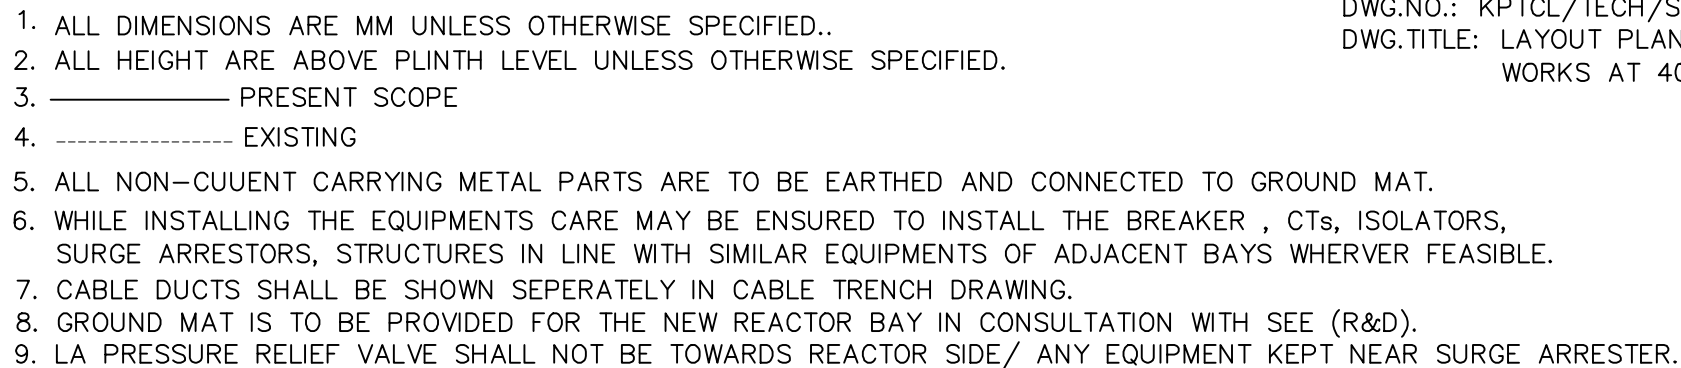 1. ALL DIMENSIONS ARE MM UNLESS OTHERWISE SPECIFIED..
2. ALL HEIGHT ARE ABOVE PLINTH LEVEL UNLESS OTHERWISE SPECIFIED.
3. PRESENT SCOPE
4. EXISTING
5. ALL NON-CUUENT CARRYING METAL PARTS ARE TO BE EARTHED AND CONNECTED TO GROUND MAT.
6. WHILE INSTALLING THE EQUIPMENTS CARE MAY BE ENSURED TO INSTALL THE BREAKER , CTs, ISOLATORS,
SURGE ARRESTORS, STRUCTURES IN LINE WITH SIMILAR EQUIPMENTS OF ADJACENT BAYS WHERVER FEASIBLE.
7. CABLE DUCTS SHALL BE SHOWN SEPERATELY IN CABLE TRENCH DRAWING.
8. GROUND MAT IS TO BE PROVIDED FOR THE NEW REACTOR BAY IN CONSULTATION WITH SEE (R&D).
9. LA PRESSURE RELIEF VALVE SHALL NOT BE TOWARDS REACTOR SIDE/ ANY EQUIPMENT KEPT NEAR SURGE ARRESTER.
DWG.NO.: KPTCL/TECH/S
DWG.TITLE: LAYOUT PLAN
WORKS AT 40